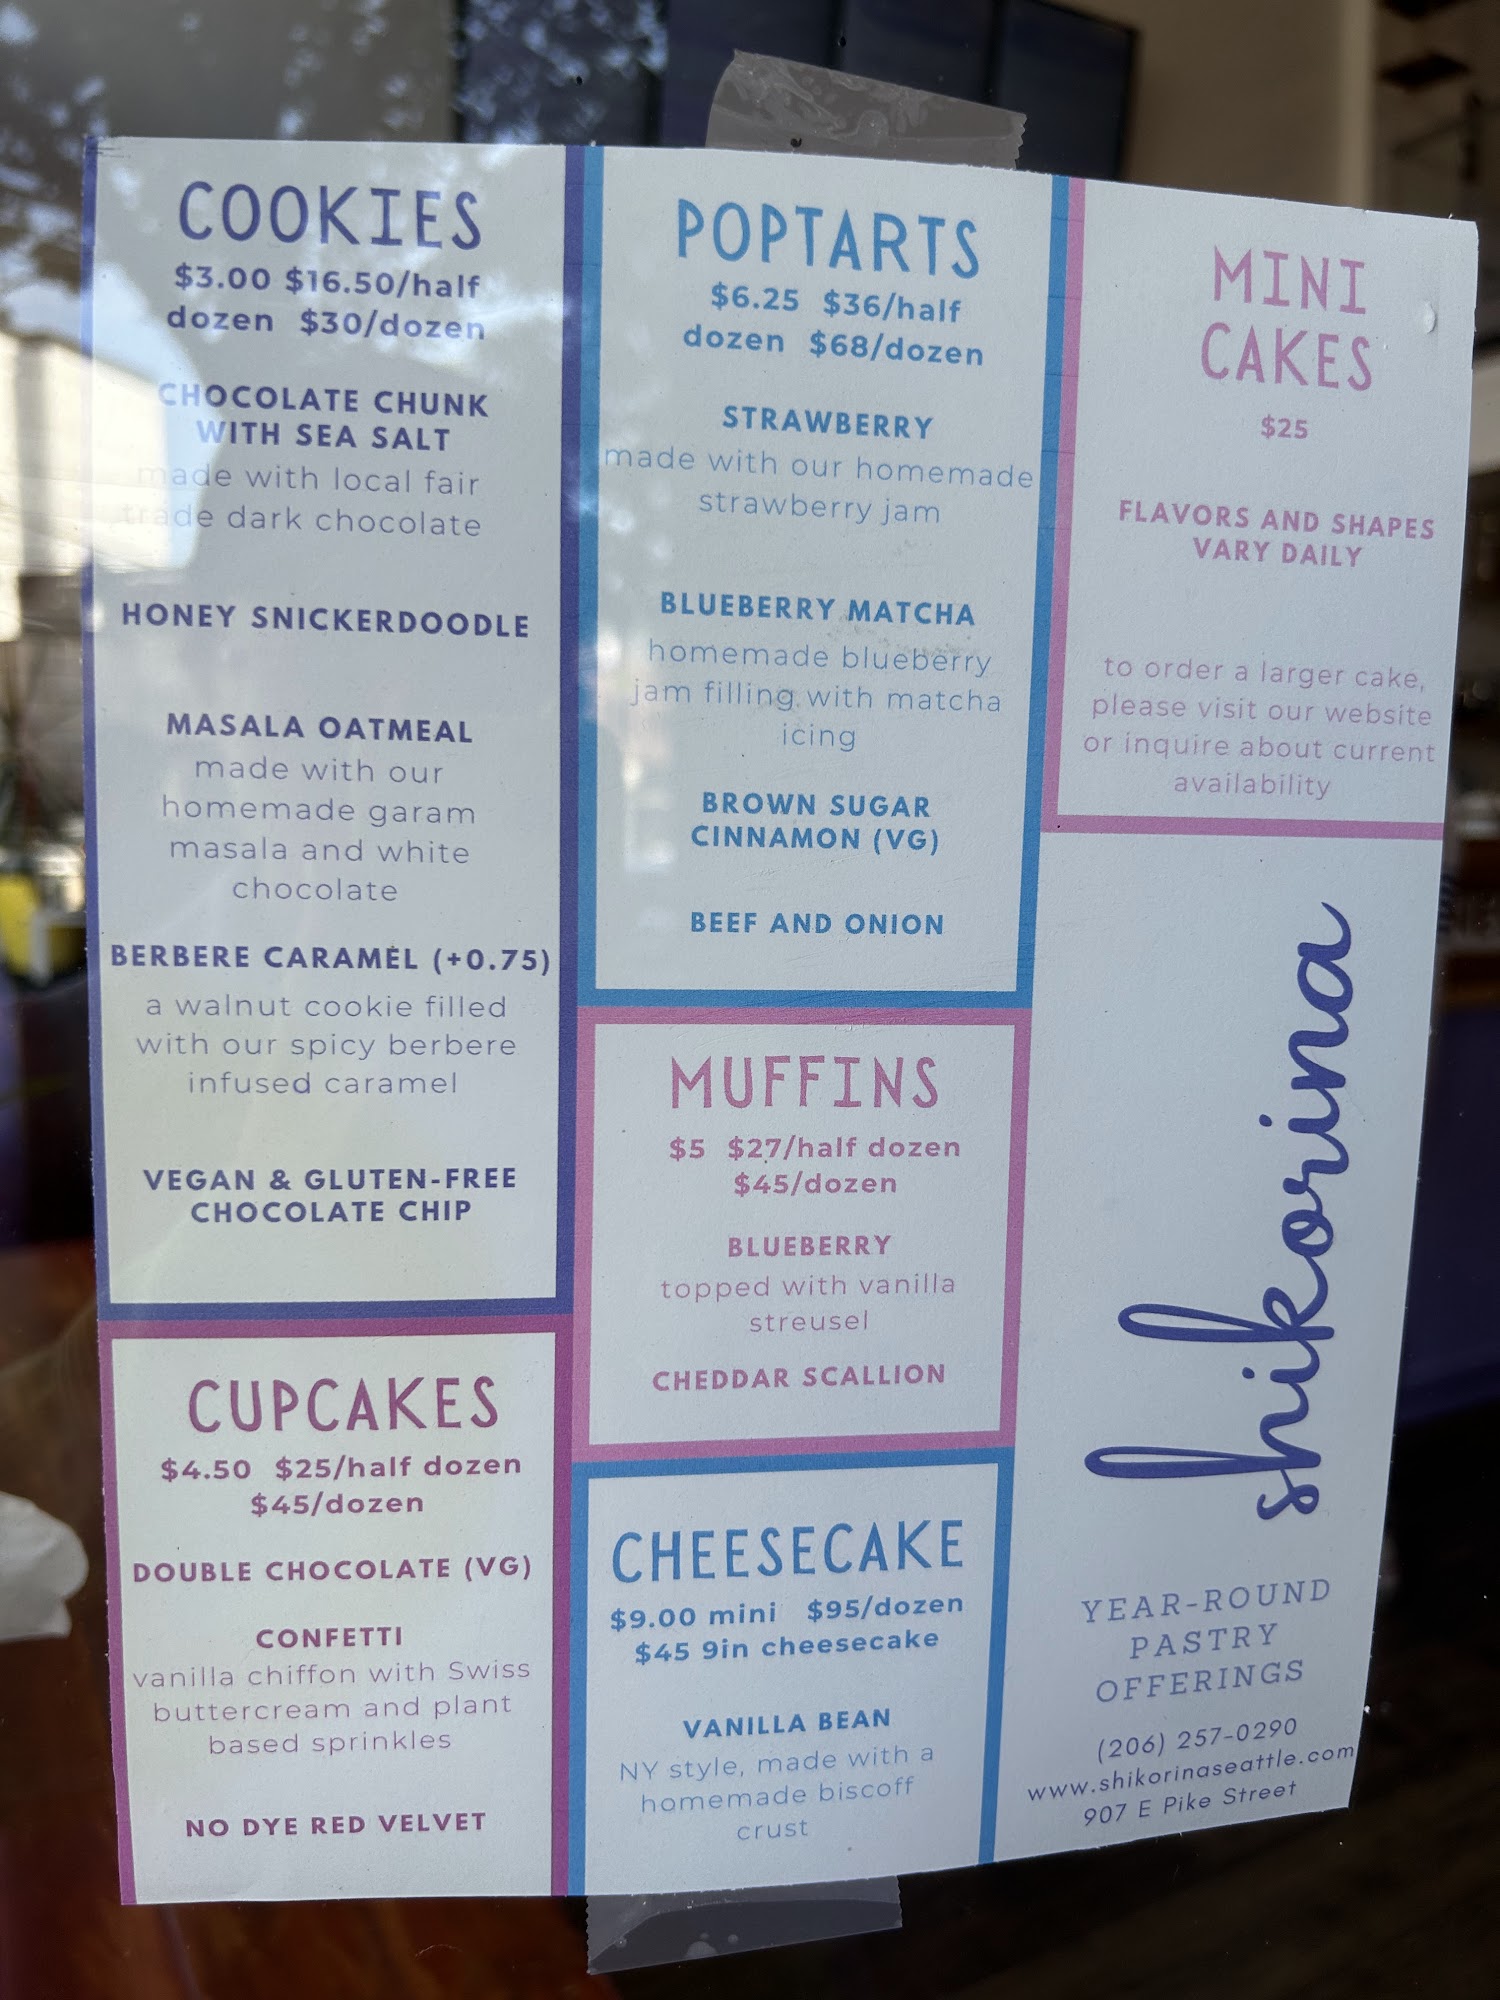 COOKIES
$3.00 $16.50/half
dozen $30/dozen
CHOCOLATE CHUNK
WITH SEA SALT
made with local fair
trade dark chocolate
HONEY SNICKERDOODLE
MASALA OATMEAL
made with our
homemade garam
masala and white
chocolate
BERBERE CARAMEL (+0.75)
a walnut cookie filled
with our spicy berbere
infused caramel
VEGAN & GLUTEN-FREE
CHOCOLATE CHIP
CUPCAKES
$4.50 $25/half dozen
$45/dozen
DOUBLE CHOCOLATE (VG)
CONFETTI
vanilla chiffon with Swiss
buttercream and plant
based sprinkles
NO DYE RED VELVET
POPTARTS
$6.25 $36/half
dozen $68/dozen
STRAWBERRY
made with our homemade
strawberry jam
BLUEBERRY MATCHA
homemade blueberry
jam filling with matcha
icing
BROWN SUGAR
CINNAMON (VG)
BEEF AND ONION
MUFFINS
$5 $27/half dozen
$45/dozen
BLUEBERRY
topped with vanilla
streusel
CHEDDAR SCALLION
CHEESECAKE
$9.00 mini $95/dozen
$45 9in cheesecake
VANILLA BEAN
NY style, made with a
homemade biscoff
crust
MINI
CAKES
$25
FLAVORS AND SHAPES
VARY DAILY
to order a larger cake,
please visit our website
or inquire about current
availability
shikorina
YEAR-ROUND
PASTRY
OFFERINGS
(206) 257-0290
www.shikorinaseattle.com
907 E Pike Street